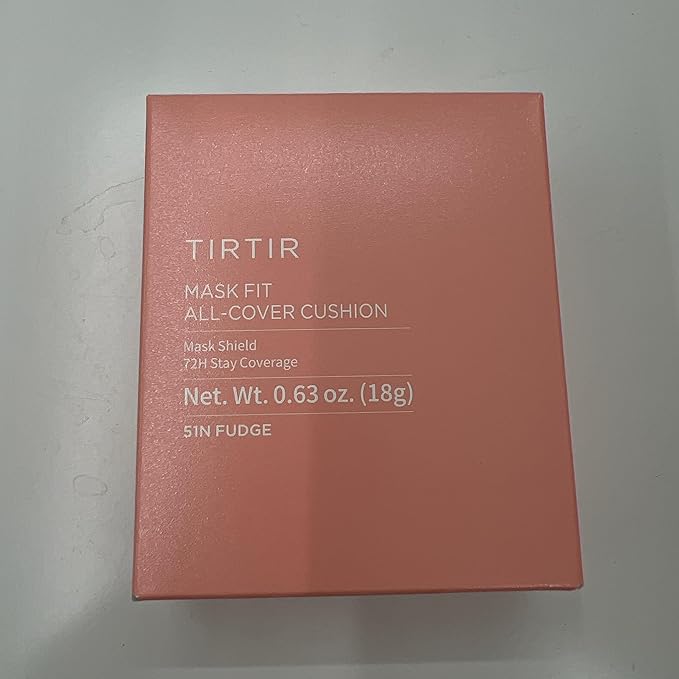 TIRTIR
MASK FIT
ALL-COVER CUSHION
Mask Shield
72H Stay Coverage
Net. Wt. 0.63 oz. (18g)
51N FUDGE